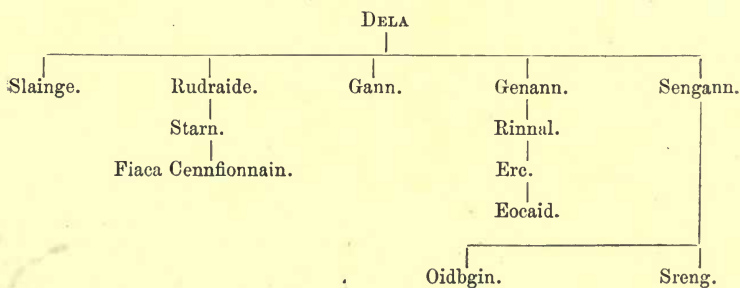 DELA
Slainge. Rudraide. Gann. Genann. Sengann.
Starn. Rinnal.
Fiaca Cennfionnain. Erc.
Eocaid.
Oidbgin. Sreng.